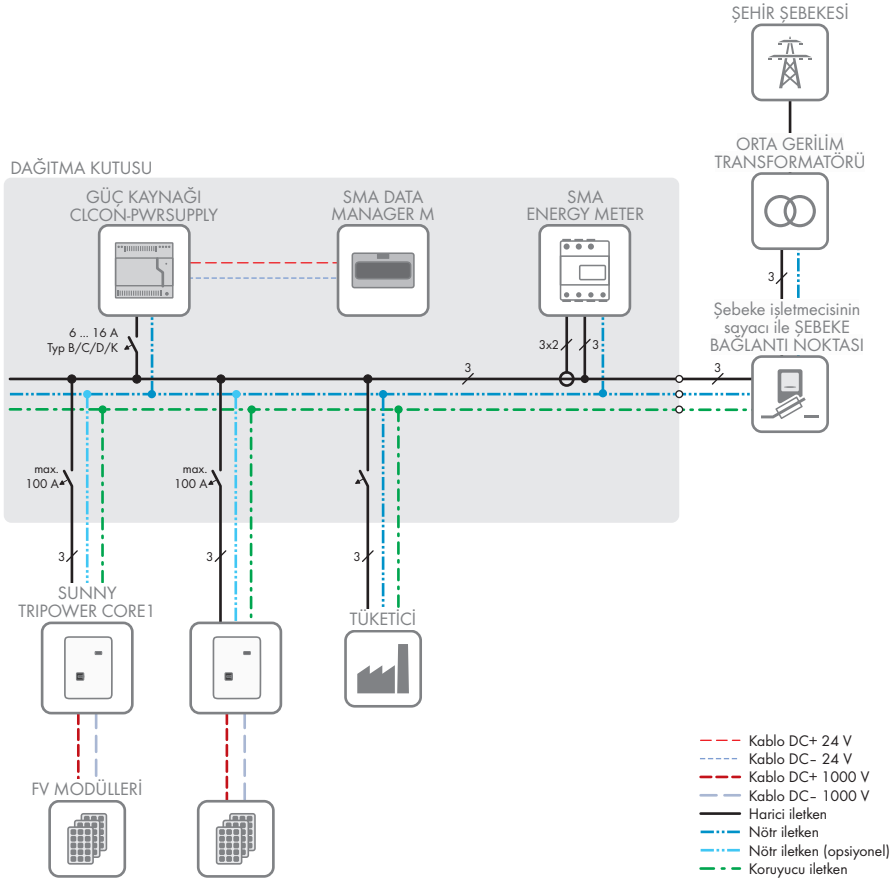 ŞEHİR ŞEBEKESİ
ORTA GERİLİM
TRANSFORMATÖRÜ
3
Şebeke işletmecisinin
sayacı ile ŞEBEKE
BAĞLANTI NOKTASI
DAĞITMA KUTUSU
GÜÇ KAYNAĞI
CLCON-PWRSUPPLY
SMA DATA
MANAGER M
SMA
ENERGY METER
6 ... 16 A
Typ B/C/D/K
3x2
3
3
3
max.
100 A
max.
100 A
3
3
3
SUNNY
TRIPOWER CORE1
TÜKETİCİ
FV MODÜLLERİ
Kablo DC+ 24 V
Kablo DC– 24 V
Kablo DC+ 1000 V
Kablo DC– 1000 V
Harici iletken
Nötr iletken
Nötr iletken (opsiyonel)
Koruyucu iletken